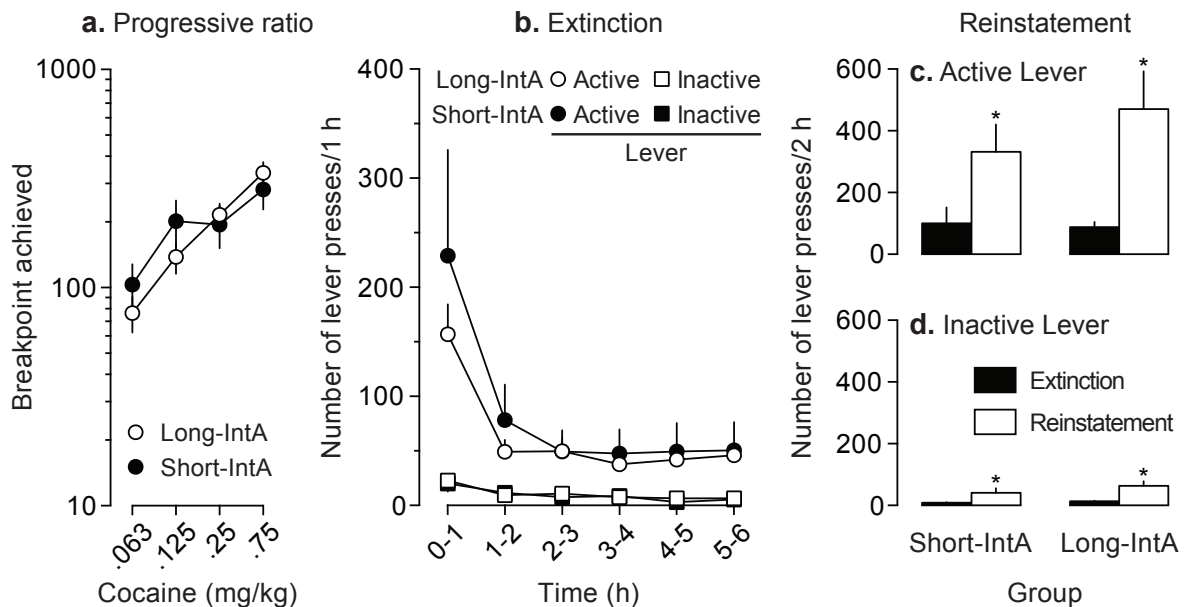 a. Progressive ratio
1000
100
10
Breakpoint achieved
Long-IntA
Short-IntA
.063
.125
.25
.75
Cocaine (mg/kg)
b. Extinction
400
300
200
100
0
Number of lever presses/1 h
Long-IntA Active Inactive
Short-IntA Active Inactive
Lever
0-1
1-2
2-3
3-4
4-5
5-6
Time (h)
Reinstatement
c. Active Lever
600
400
200
0
Number of lever presses/2 h
*
*
d. Inactive Lever
600
400
200
0
Extinction
Reinstatement
*
*
Short-IntA
Long-IntA
Group